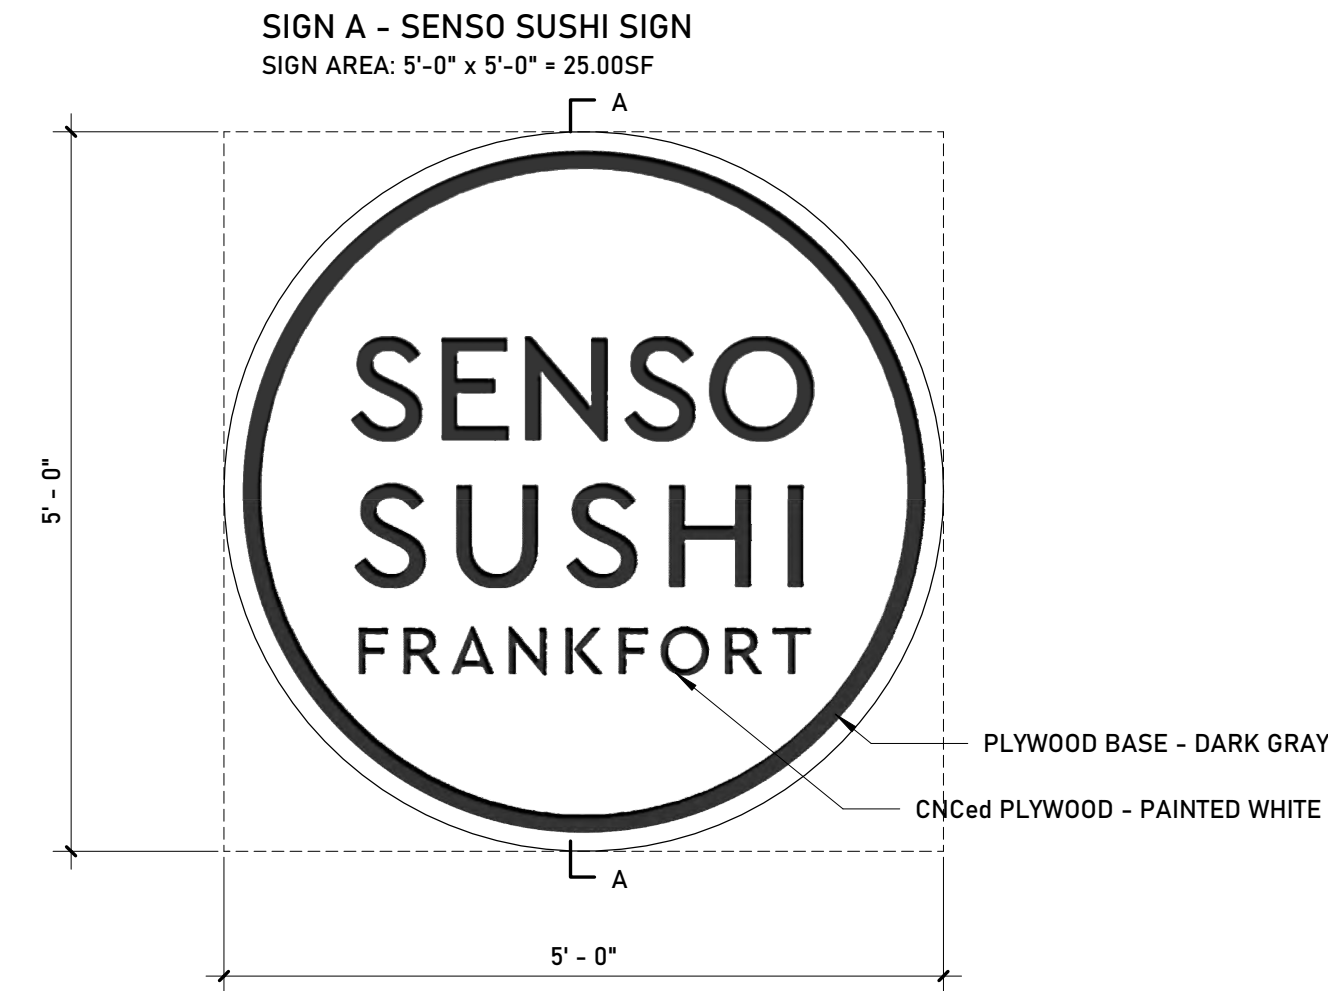 SIGN A - SENSO SUSHI SIGN
SIGN AREA: 5'-0" x 5'-0" = 25.00SF
A
SENSO
SUSHI
FRANKFORT
5' - 0"
PLYWOOD BASE - DARK GRAY
CNCed PLYWOOD - PAINTED WHITE
A
5' - 0"